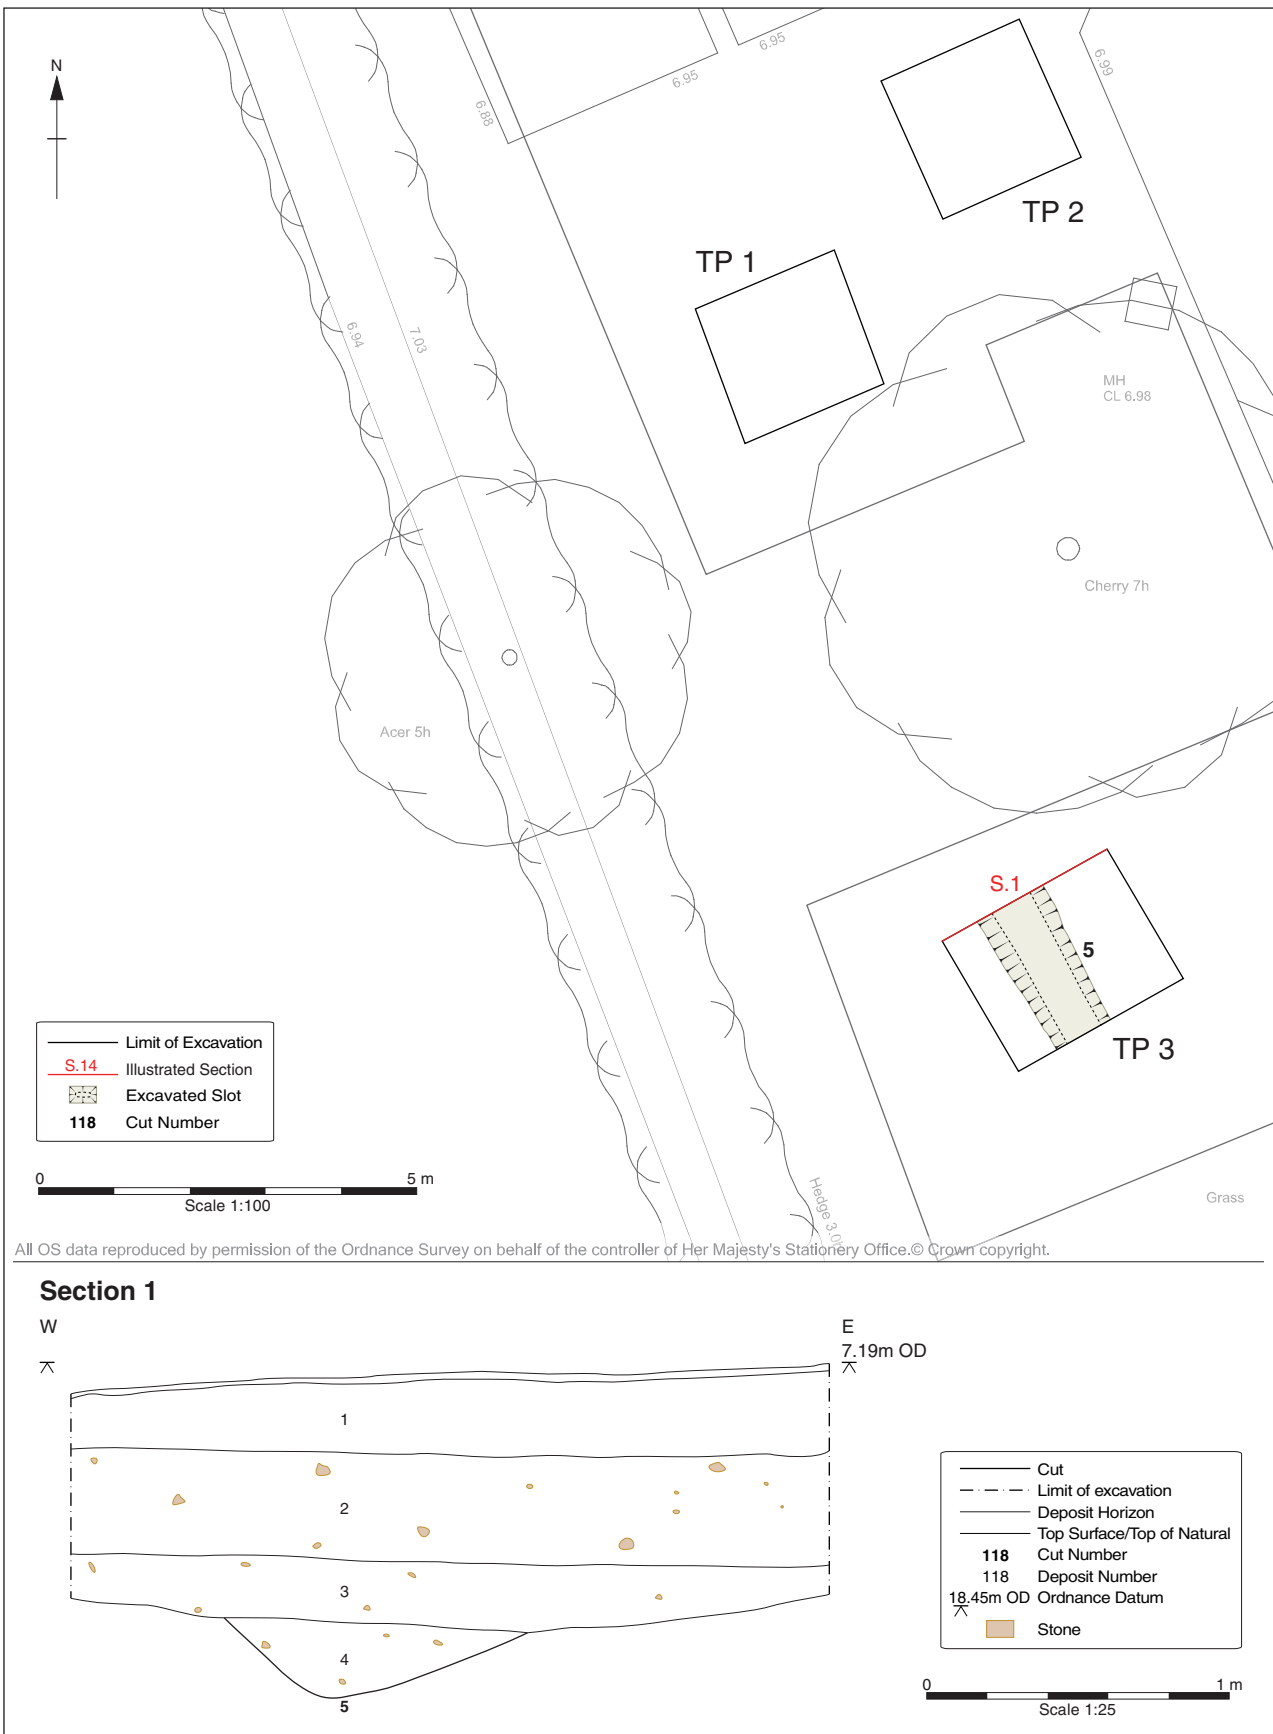 N
6.95
6.95
6.88
6.99
TP 2
TP 1
6.94
7.03
MH
CL 6.98
Cherry 7h
Acer 5h
S.1
5
TP 3
Limit of Excavation
S.14 Illustrated Section
Excavated Slot
118 Cut Number
0 5 m
Scale 1:100
Hedge 3.0h
Grass
All OS data reproduced by permission of the Ordnance Survey on behalf of the controller of Her Majesty's Stationery Office.© Crown copyright.
Section 1
W
E
7.19m OD
1
2
3
4
5
Cut
Limit of excavation
Deposit Horizon
Top Surface/Top of Natural
118 Cut Number
118 Deposit Number
18.45m OD Ordnance Datum
Stone
0 1 m
Scale 1:25